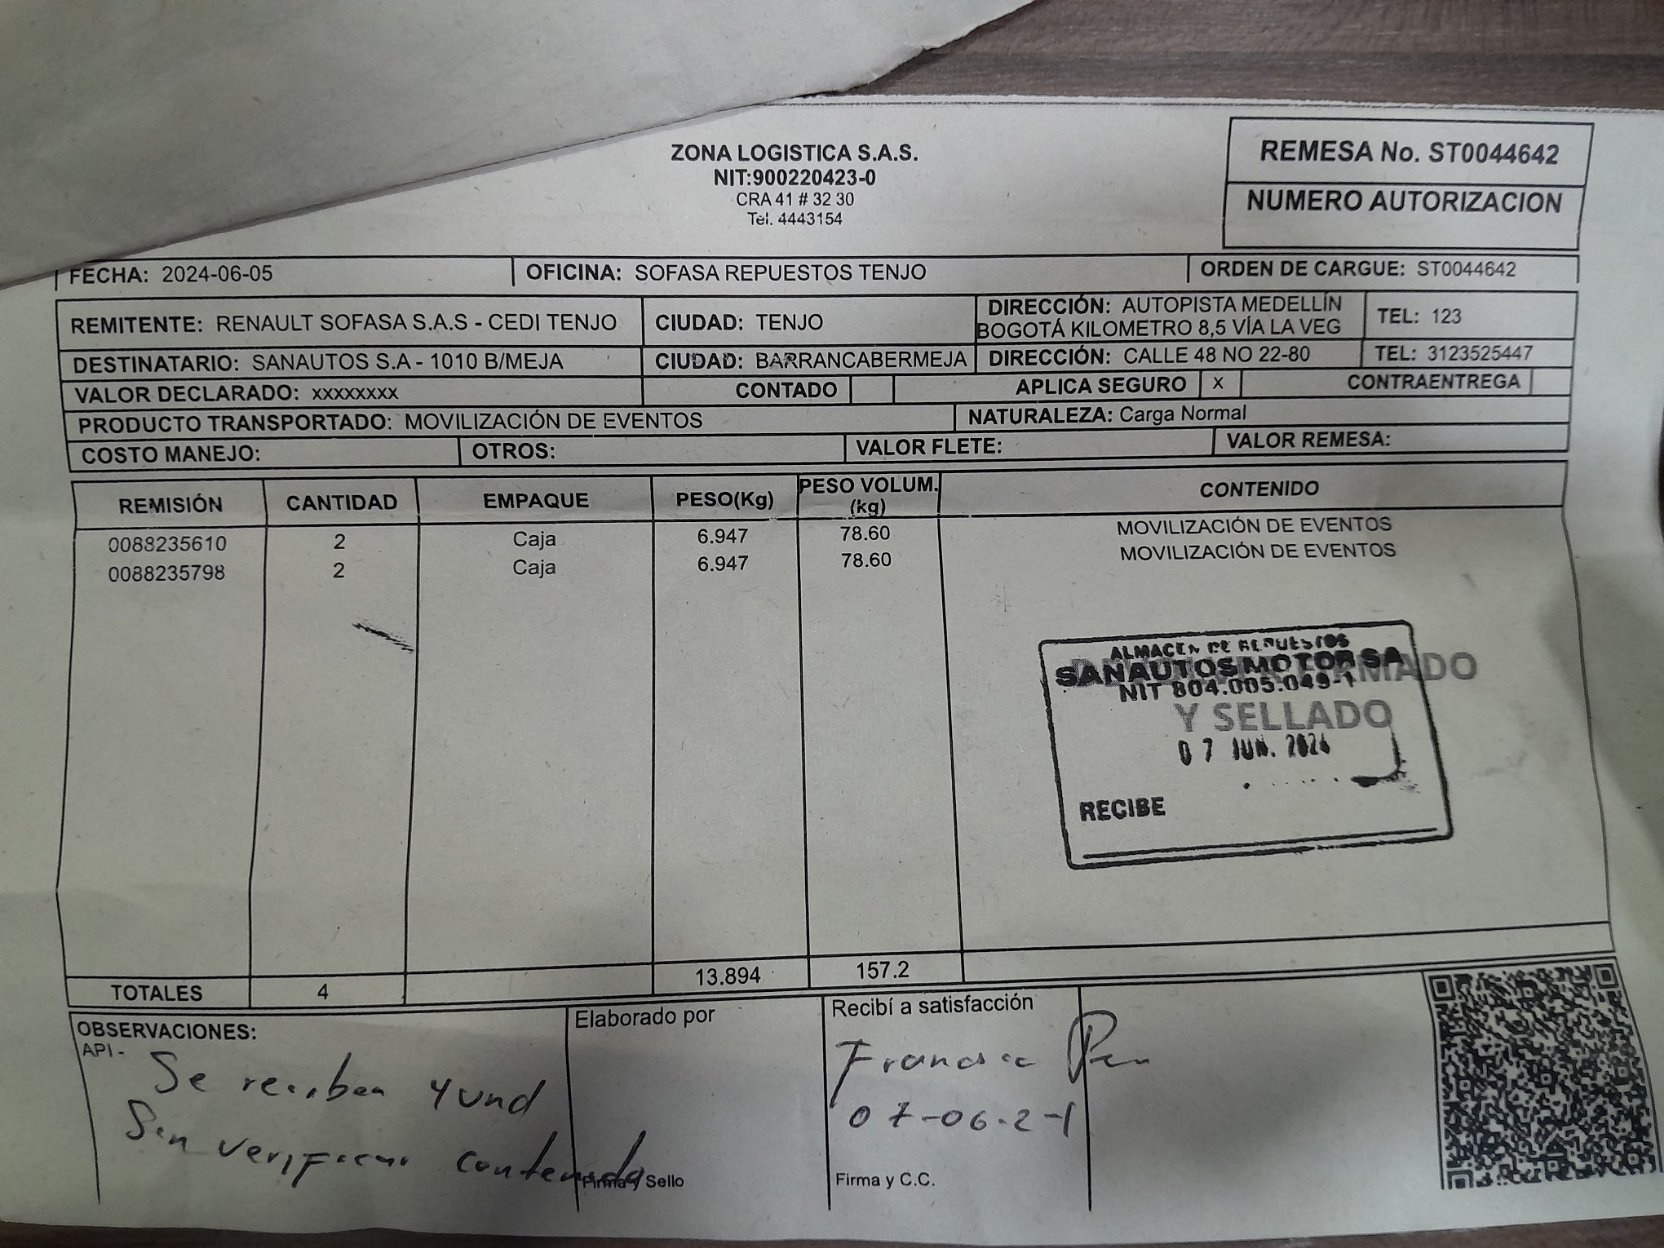 ZONA LOGISTICA S.A.S.
NIT:900220423-0
CRA 41 # 32 30
Tel. 4443154
REMESA No. ST0044642
NUMERO AUTORIZACION
FECHA: 2024-06-05 OFICINA: SOFASA REPUESTOS TENJO ORDEN DE CARGUE: ST0044642
REMITENTE: RENAULT SOFASA S.A.S - CEDI TENJO CIUDAD: TENJO DIRECCIÓN: AUTOPISTA MEDELLÍN BOGOTÁ KILOMETRO 8,5 VÍA LA VEG TEL: 123
DESTINATARIO: SANAUTOS S.A - 1010 B/MEJA CIUDAD: BARRANCABERMEJA DIRECCIÓN: CALLE 48 NO 22-80 TEL: 3123525447
VALOR DECLARADO: xxxxxxxx CONTADO APLICA SEGURO X CONTRAENTREGA
PRODUCTO TRANSPORTADO: MOVILIZACIÓN DE EVENTOS NATURALEZA: Carga Normal
COSTO MANEJO: OTROS: VALOR FLETE: VALOR REMESA:
REMISIÓN CANTIDAD EMPAQUE PESO(Kg) PESO VOLUM. (kg) CONTENIDO
0088235610 2 Caja 6.947 78.60 MOVILIZACIÓN DE EVENTOS
0088235798 2 Caja 6.947 78.60 MOVILIZACIÓN DE EVENTOS
ALMACEN DE REPUESTOS
SANAUTOS MOTOR SA
NIT 804.005.049-1
Y SELLADO
07 JUN. 2024
RECIBE
TOTALES 4 13.894 157.2
OBSERVACIONES:
API -
Se reciben 4 und
Sin verificar contenido
Elaborado por
Firma y Sello
Recibí a satisfacción
07-06-24
Firma y C.C.